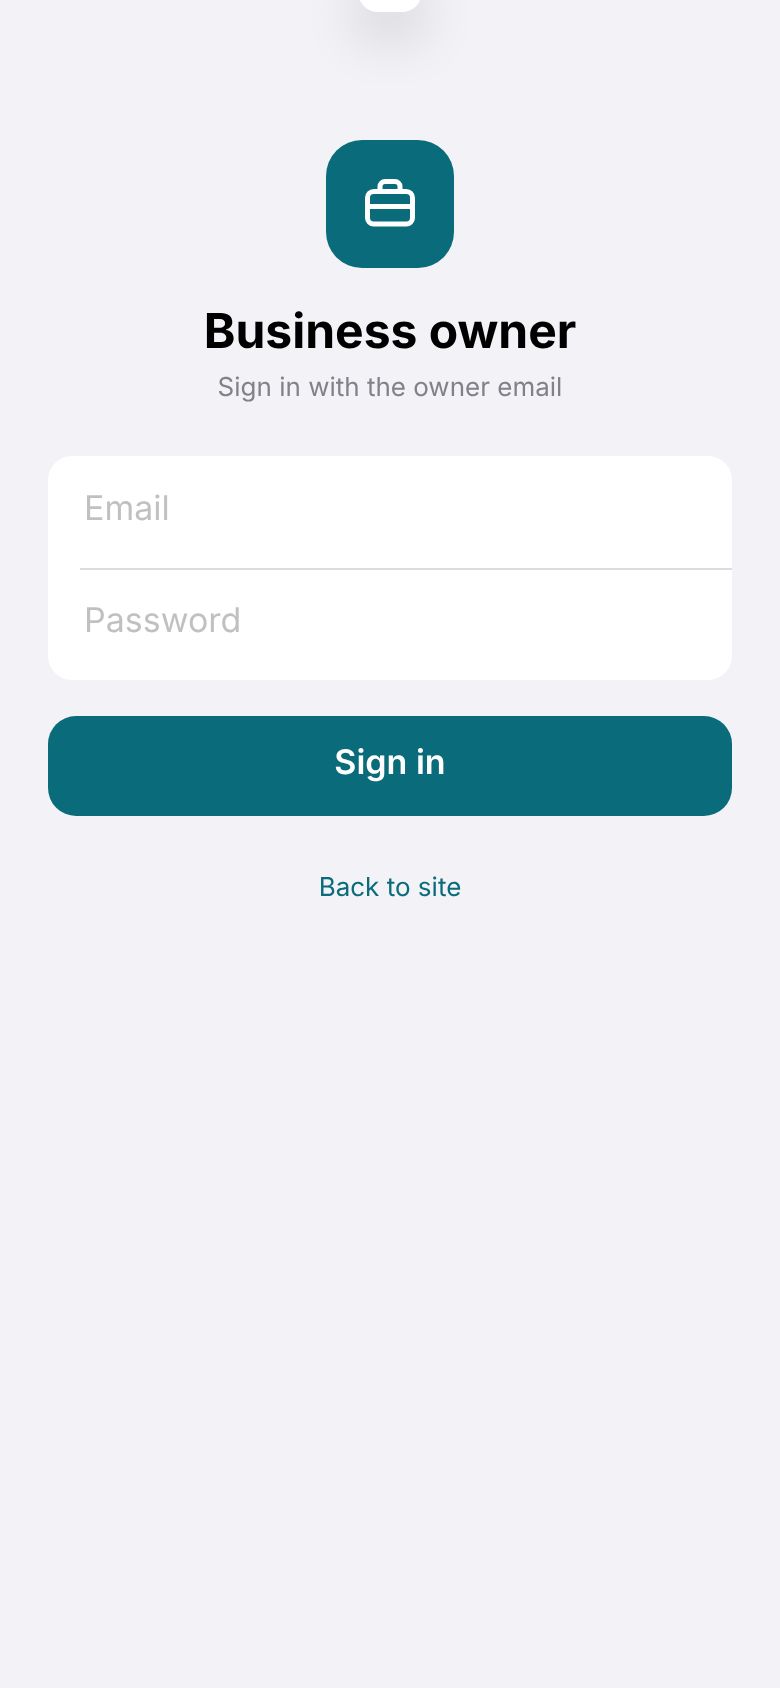 Business owner
Sign in with the owner email
Email
Password
Sign in
Back to site